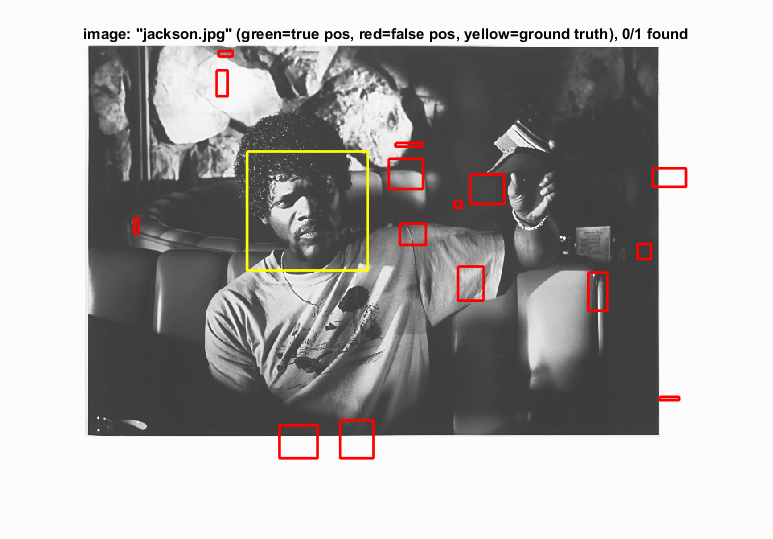 image: "jackson.jpg" (green=true pos, red=false pos, yellow=ground truth), 0/1 found